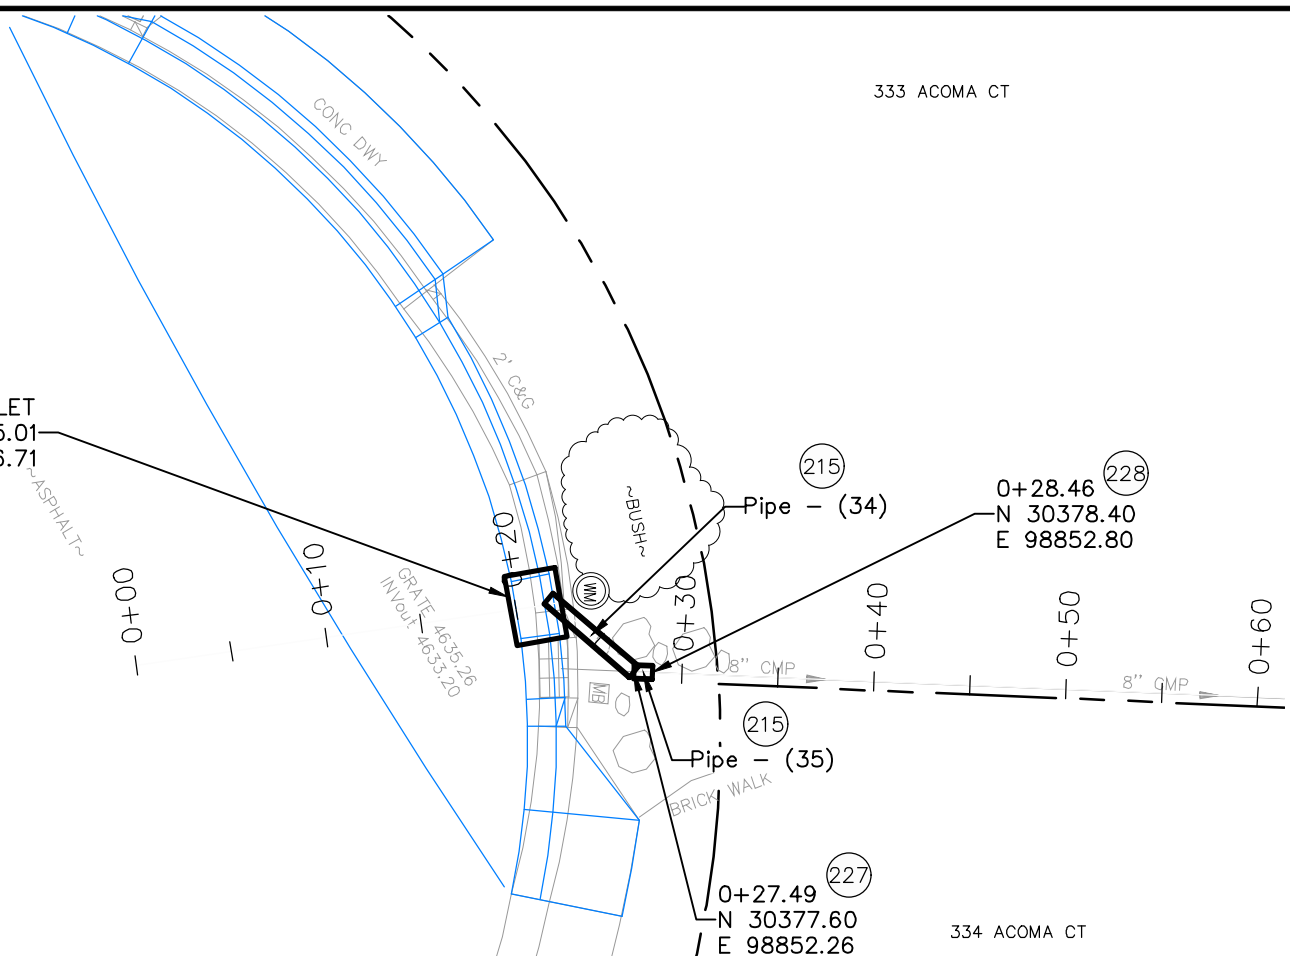 333 ACOMA CT
CONC DWY
2' C&G
LET
5.01
6.71
~ASPHALT~
~BUSH~
215
Pipe - (34)
228
0+28.46
N 30378.40
E 98852.80
0+00
0+10
0+20
0+30
0+40
0+50
0+60
GRATE 4635.26
INVout 4633.20
WM
MB
8" CMP
8" CMP
215
Pipe - (35)
BRICK WALK
227
0+27.49
N 30377.60
E 98852.26
334 ACOMA CT